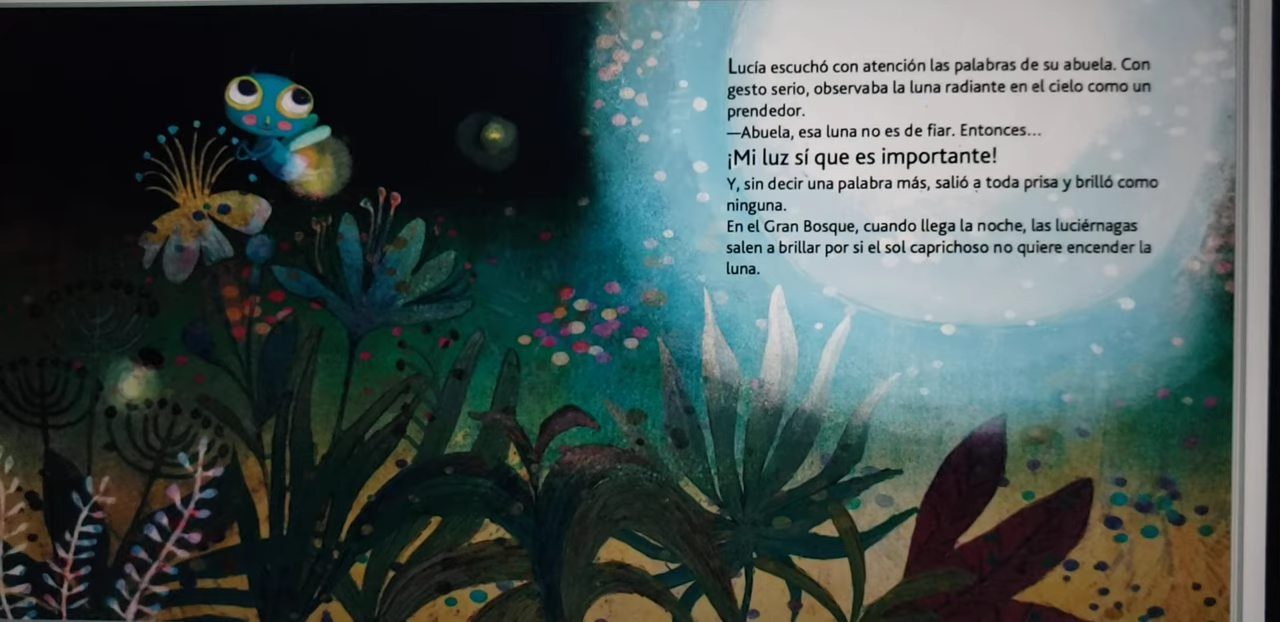 Lucía escuchó con atención las palabras de su abuela. Con
gesto serio, observaba la luna radiante en el cielo como un
prendedor.
—Abuela, esa luna no es de fiar. Entonces...
¡Mi luz sí que es importante!
Y, sin decir una palabra más, salió a toda prisa y brilló como
ninguna.
En el Gran Bosque, cuando llega la noche, las luciérnagas
salen a brillar por si el sol caprichoso no quiere encender la
luna.